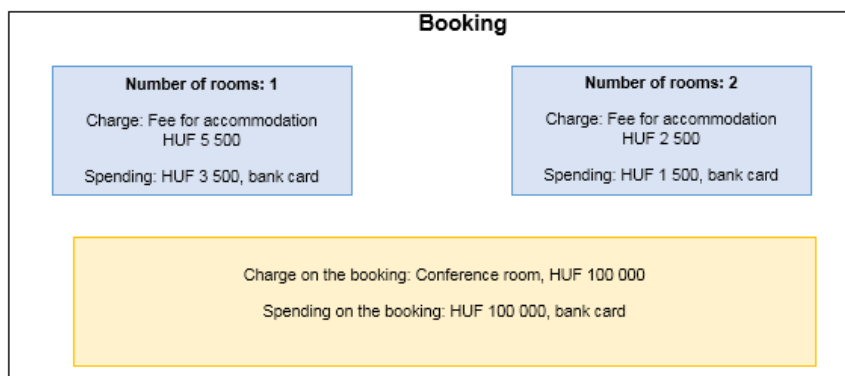 Booking
Number of rooms: 1
Charge: Fee for accommodation
HUF 5 500
Spending: HUF 3 500, bank card
Number of rooms: 2
Charge: Fee for accommodation
HUF 2 500
Spending: HUF 1 500, bank card
Charge on the booking: Conference room, HUF 100 000
Spending on the booking: HUF 100 000, bank card